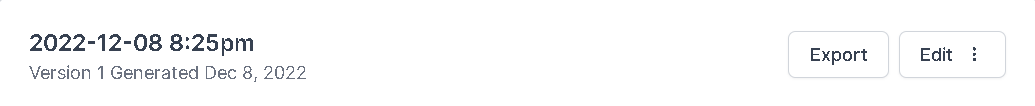 2022-12-08 8:25pm
Version 1 Generated Dec 8, 2022
Export
Edit